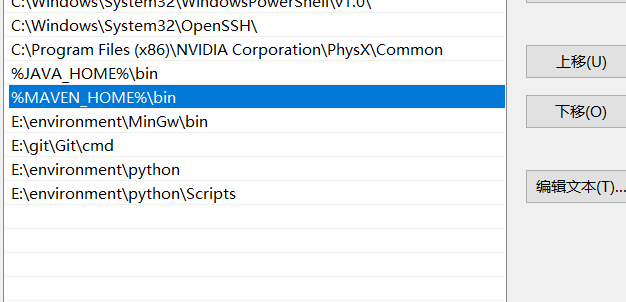 C:\Windows\System32\WindowsPowerShell\v1.0\
C:\Windows\System32\OpenSSH\
C:\Program Files (x86)\NVIDIA Corporation\PhysX\Common
%JAVA_HOME%\bin
%MAVEN_HOME%\bin
E:\environment\MinGw\bin
E:\git\Git\cmd
E:\environment\python
E:\environment\python\Scripts
上移(U)
下移(O)
编辑文本(T)...